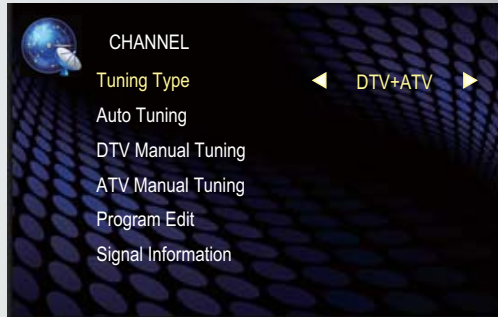 CHANNEL
Tuning Type DTV+ATV
Auto Tuning
DTV Manual Tuning
ATV Manual Tuning
Program Edit
Signal Information